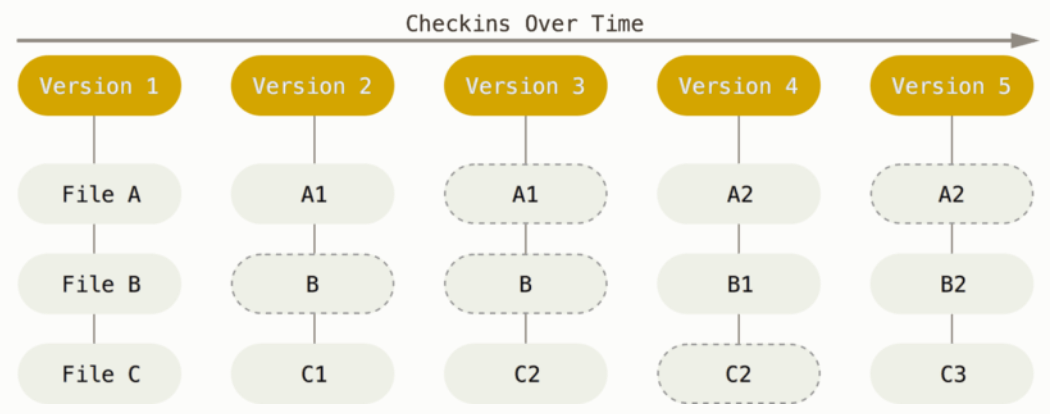 Checkins Over Time
Version 1 Version 2 Version 3 Version 4 Version 5
File A A1 A1 A2 A2
File B B B B1 B2
File C C1 C2 C2 C3